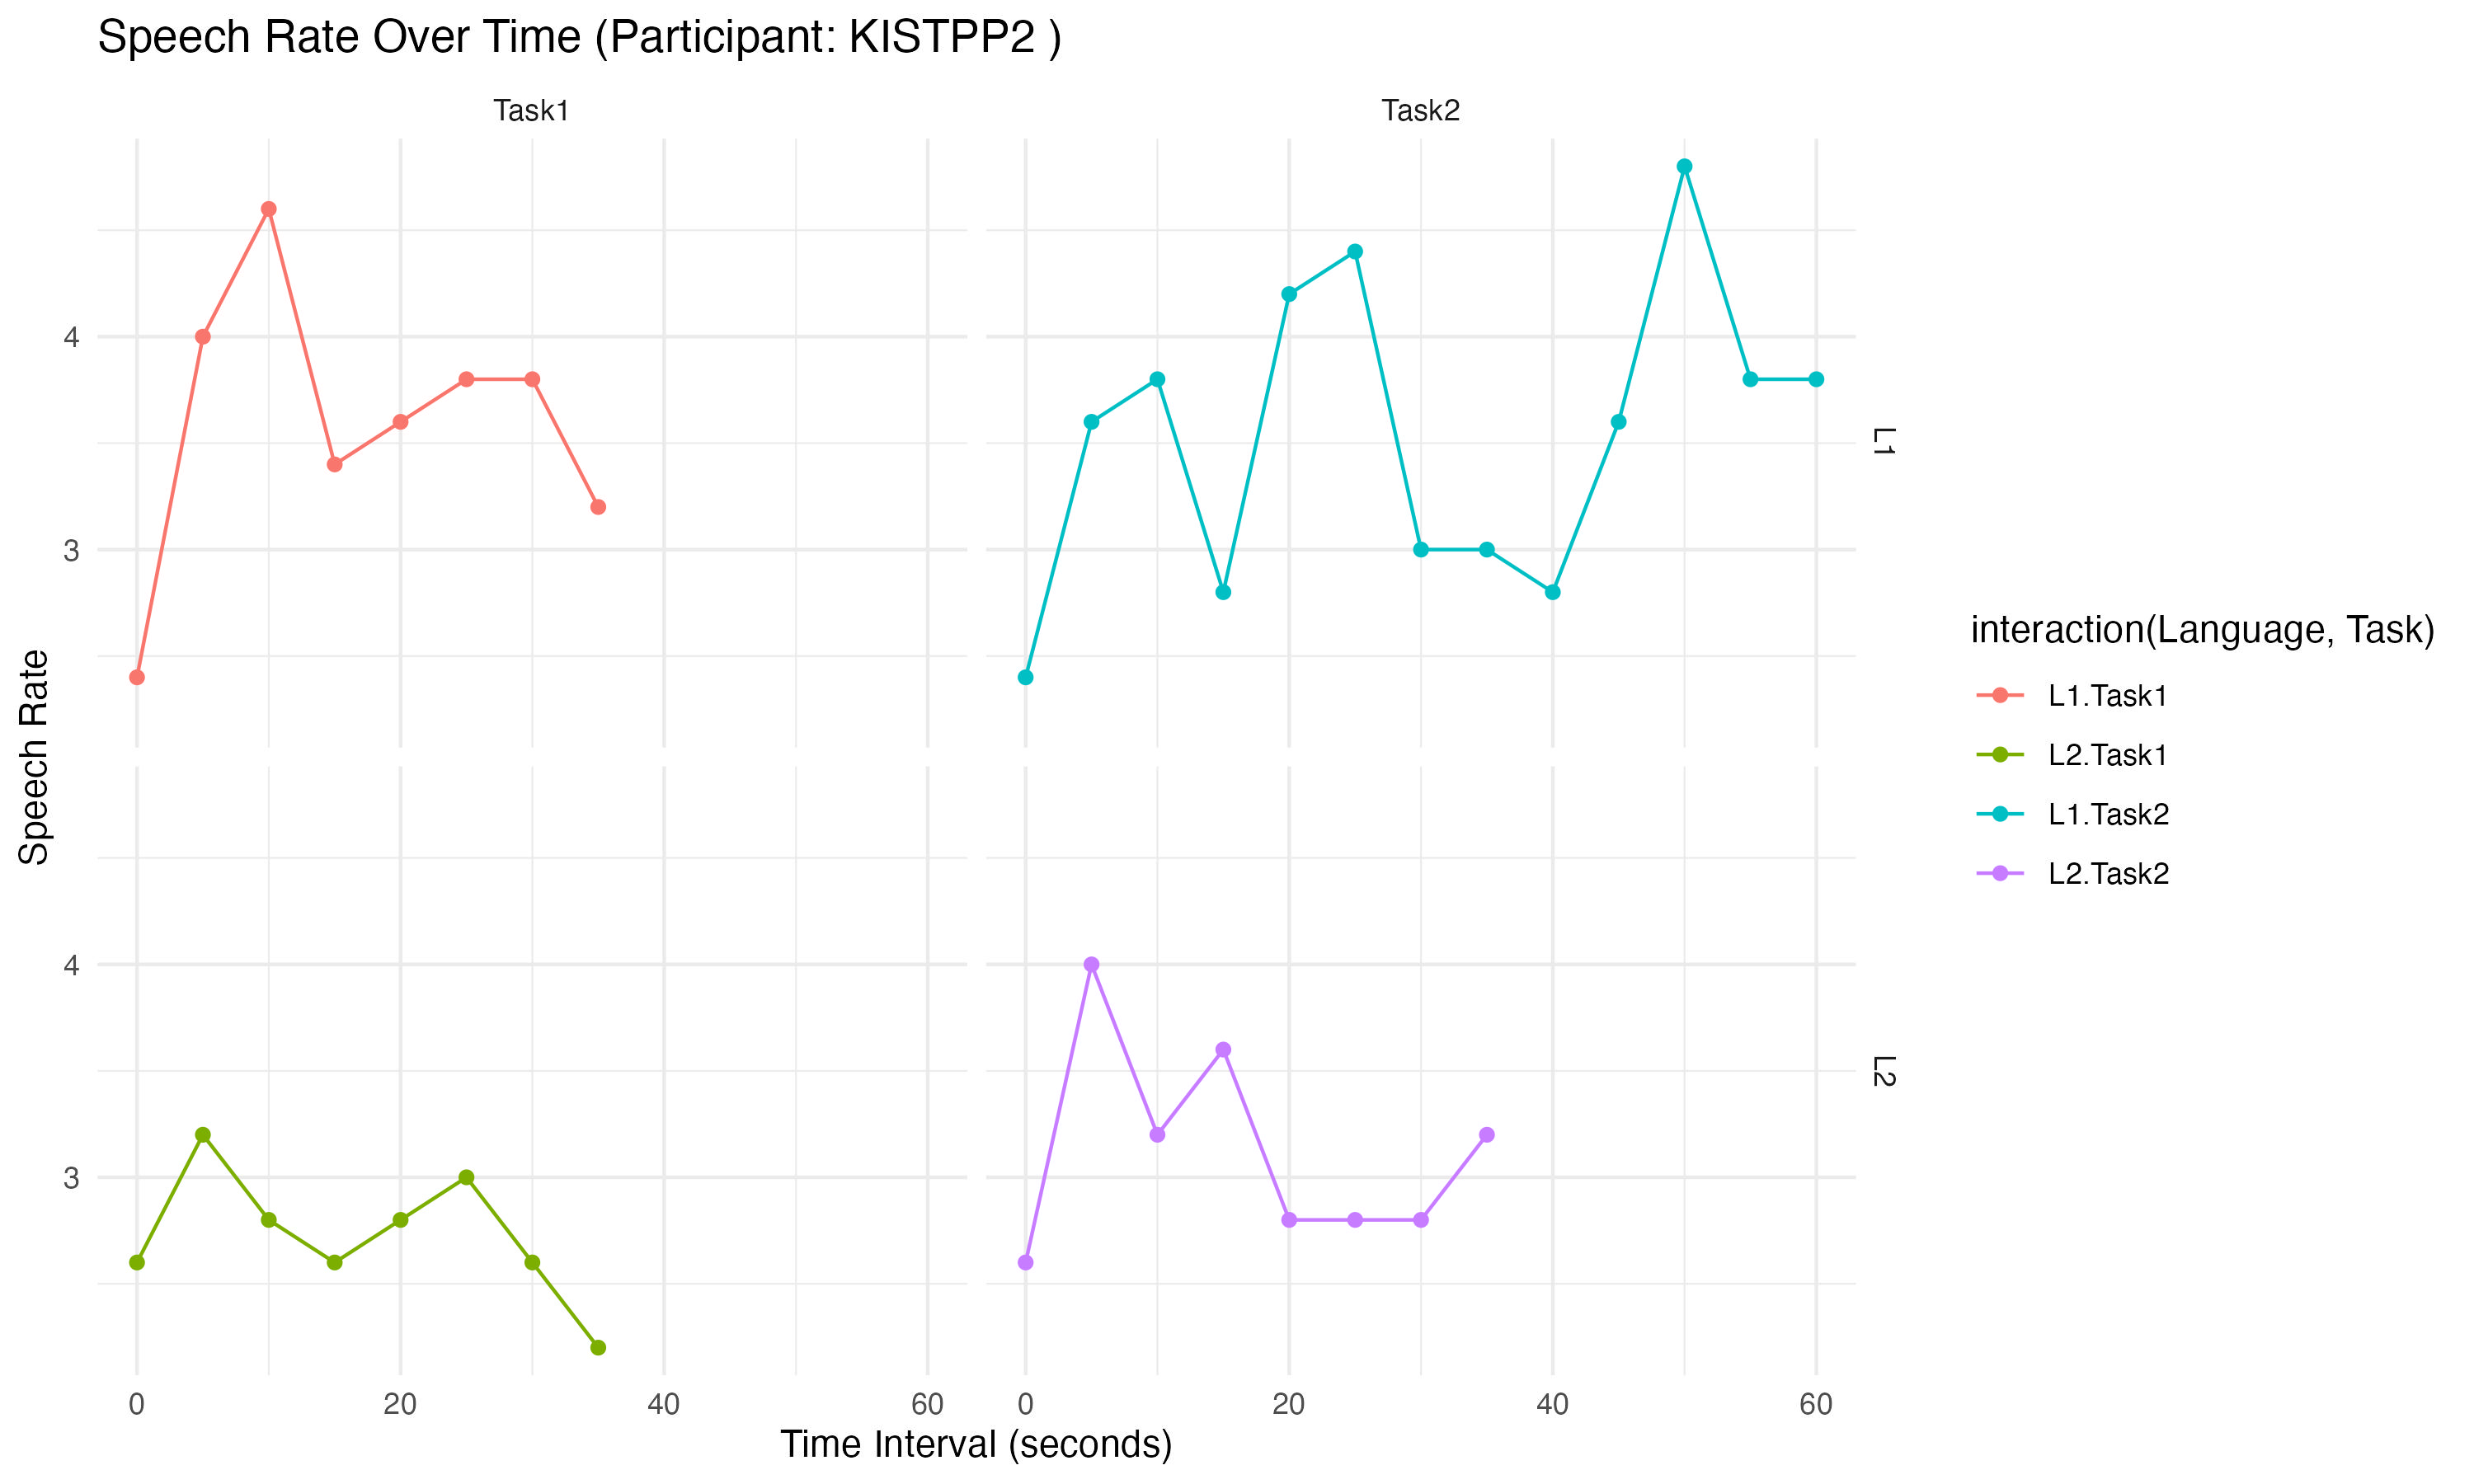 Speech Rate Over Time (Participant: KISTPP2 )
Task1
Task2
4
3
L1
4
3
L2
Speech Rate
0 20 40 60
0 20 40 60
Time Interval (seconds)
interaction(Language, Task)
L1.Task1
L2.Task1
L1.Task2
L2.Task2